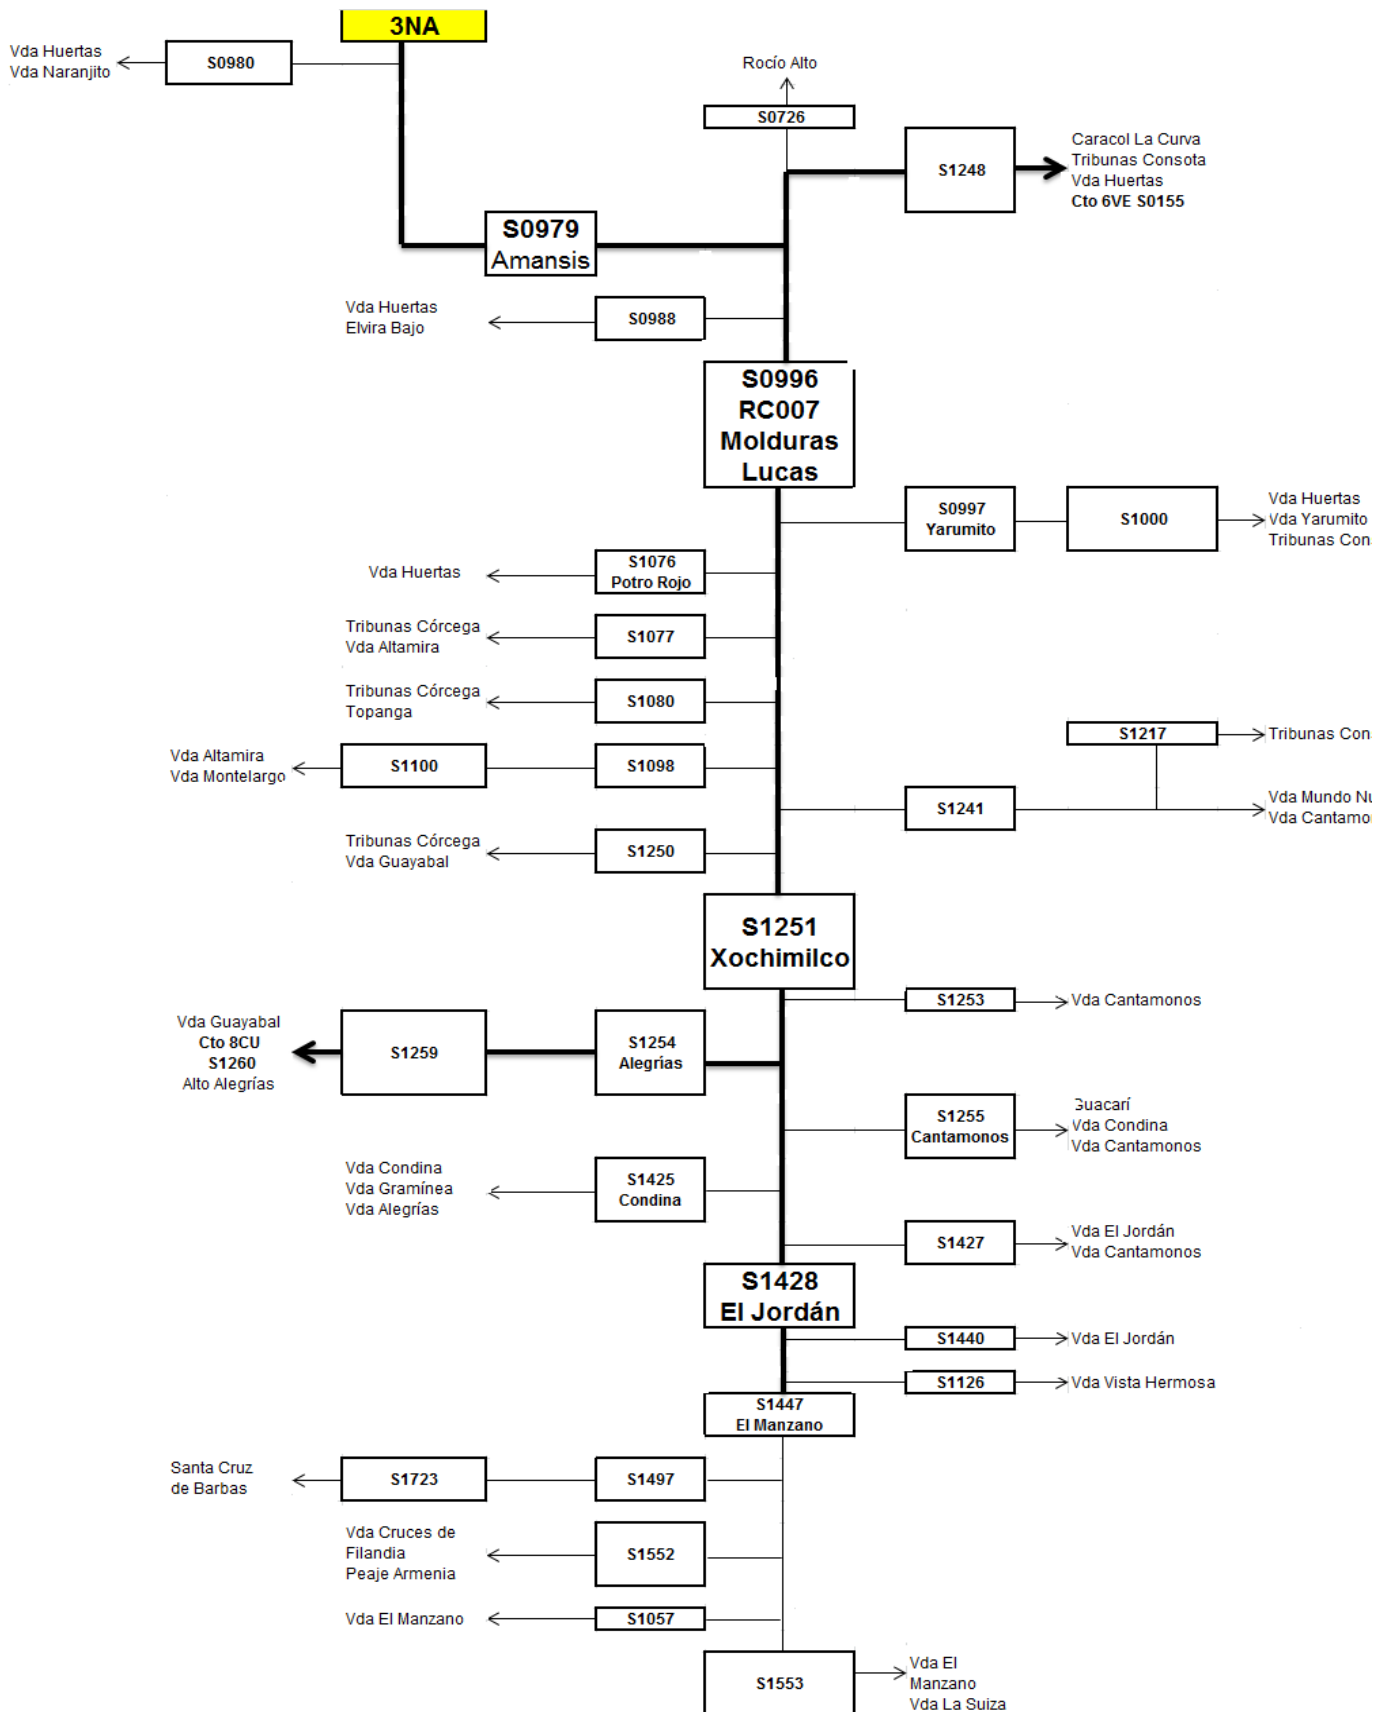 3NA
Vda Huertas
Vda Naranjito
S0980
Rocío Alto
S0726
S1248
Caracol La Curva
Tribunas Consota
Vda Huertas
Cto 6VE S0155
S0979
Amansis
Vda Huertas
Elvira Bajo
S0988
S0996
RC007
Molduras
Lucas
S0997
Yarumito
S1000
Vda Huertas
Vda Yarumito
Tribunas Con
Vda Huertas
S1076
Potro Rojo
Tribunas Córcega
Vda Altamira
S1077
Tribunas Córcega
Topanga
S1080
S1217
Tribunas Con
Vda Altamira
Vda Montelargo
S1100
S1098
S1241
Vda Mundo Nu
Vda Cantamo
Tribunas Córcega
Vda Guayabal
S1250
S1251
Xochimilco
S1253
Vda Cantamonos
Vda Guayabal
Cto 8CU
S1260
Alto Alegrías
S1259
S1254
Alegrías
S1255
Cantamonos
Guacarí
Vda Condina
Vda Cantamonos
Vda Condina
Vda Gramínea
Vda Alegrías
S1425
Condina
S1427
Vda El Jordán
Vda Cantamonos
S1428
El Jordán
S1440
Vda El Jordán
S1126
Vda Vista Hermosa
S1447
El Manzano
Santa Cruz
de Barbas
S1723
S1497
Vda Cruces de
Filandia
Peaje Armenia
S1552
Vda El Manzano
S1057
S1553
Vda El
Manzano
Vda La Suiza